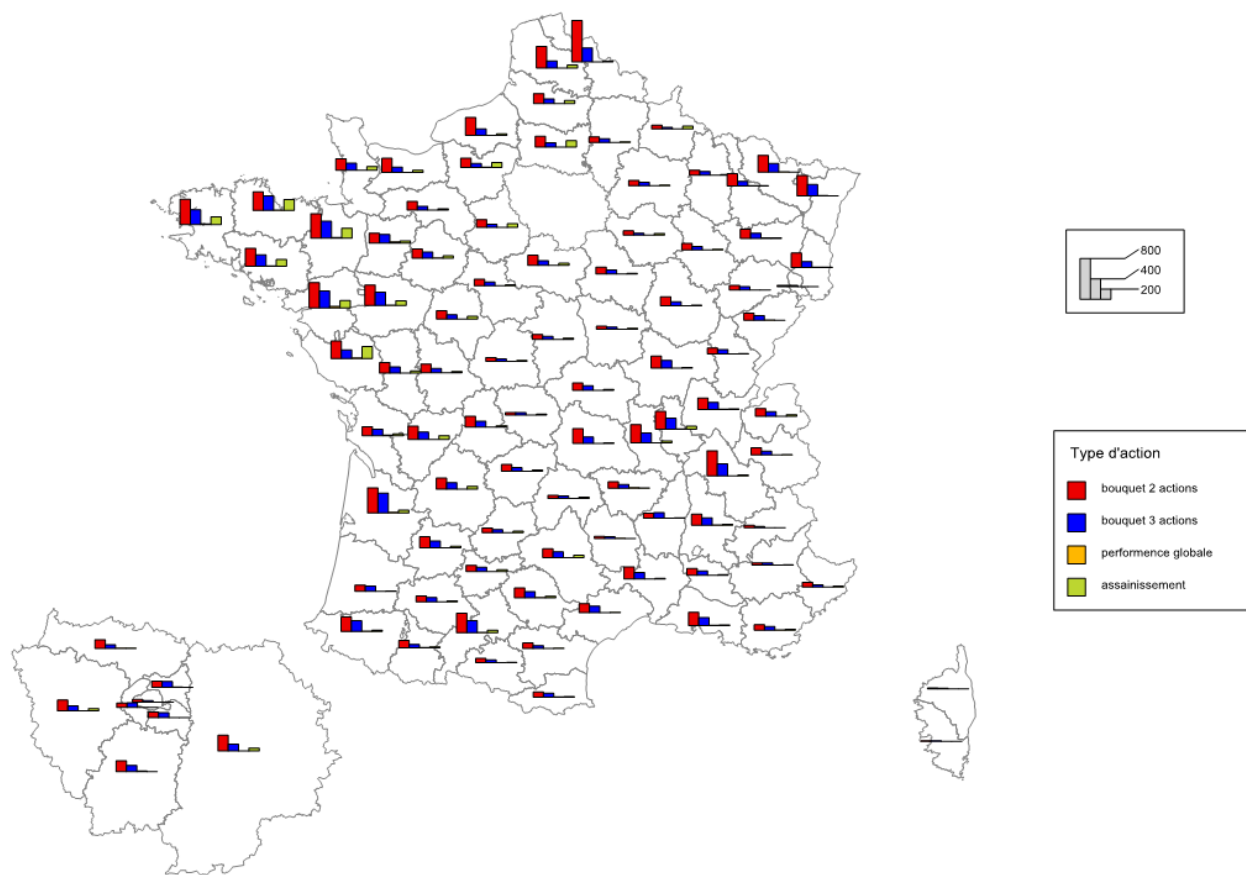 800
400
200
Type d'action
bouquet 2 actions
bouquet 3 actions
performence globale
assainissement